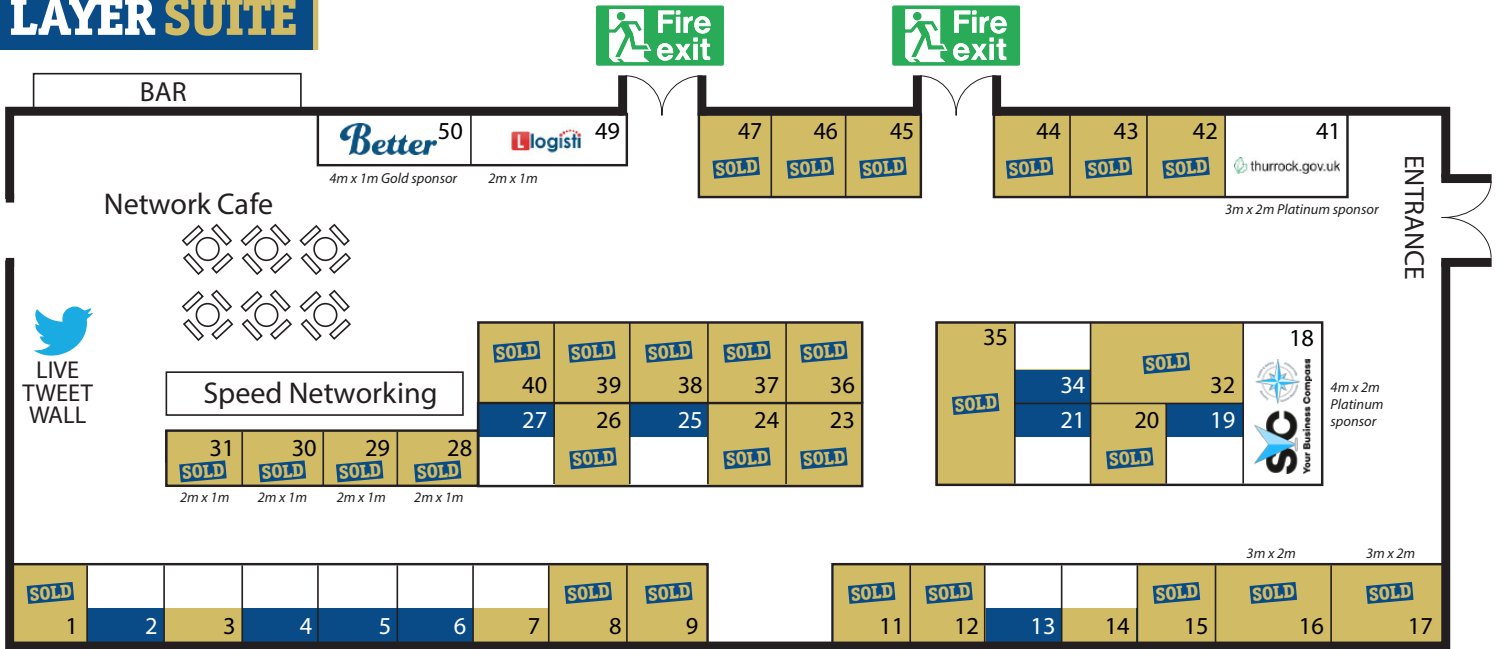 LAYER SUITE
Fire exit
Fire exit
BAR
Better 50
Llogisti 49
4m x 1m Gold sponsor
2m x 1m
47 SOLD
46 SOLD
45 SOLD
44 SOLD
43 SOLD
42 SOLD
41
thurrock.gov.uk
3m x 2m Platinum sponsor
ENTRANCE
Network Cafe
LIVE
TWEET
WALL
Speed Networking
31 SOLD
30 SOLD
29 SOLD
28 SOLD
2m x 1m
2m x 1m
2m x 1m
2m x 1m
SOLD 40
SOLD 39
SOLD 38
SOLD 37
SOLD 36
27
26 SOLD
25
24 SOLD
23 SOLD
35 SOLD
34
SOLD 32
21
20 SOLD
19
18
Your Business Compass
4m x 2m
Platinum
sponsor
3m x 2m
3m x 2m
SOLD 1
2
3
4
5
6
7
SOLD 8
SOLD 9
SOLD 11
SOLD 12
13
14
SOLD 15
SOLD 16
SOLD 17